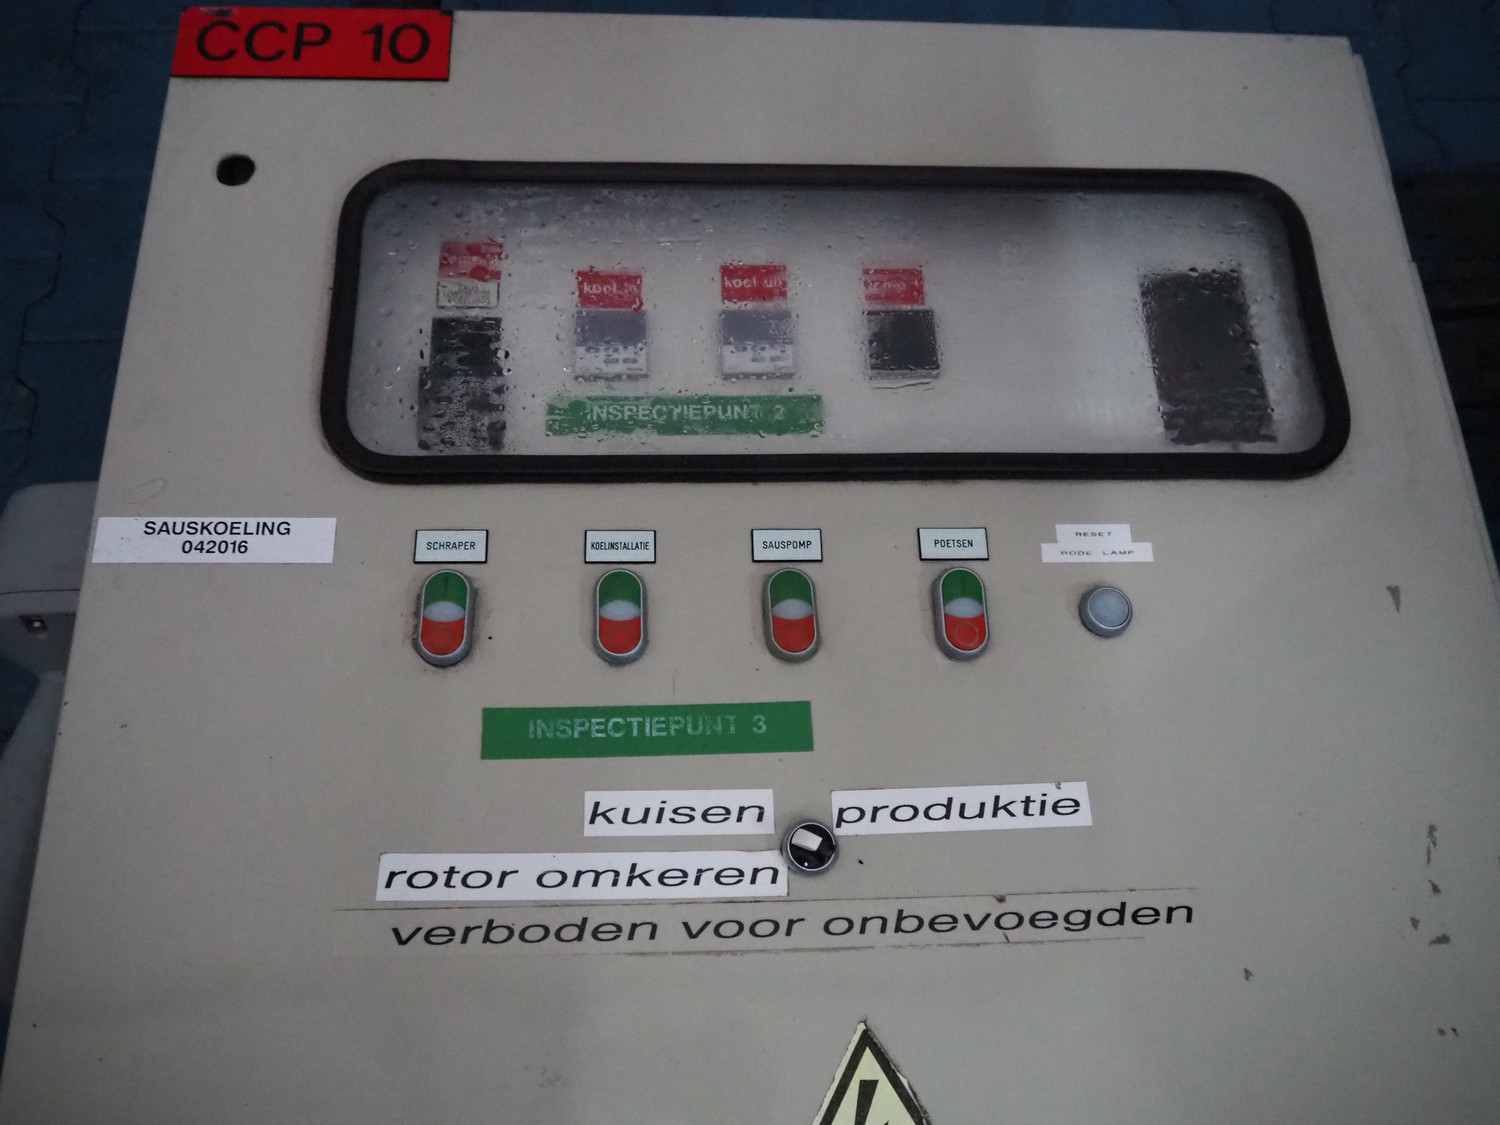 CCP 10
koel in
koel uit
INSPECTIEPUNT 2
SAUSKOELING
042016
SCHRAPER
KOELINSTALLATIE
SAUSPOMP
POETSEN
RESET
RODE LAMP
INSPECTIEPUNT 3
kuisen
produktie
rotor omkeren
verboden voor onbevoegden